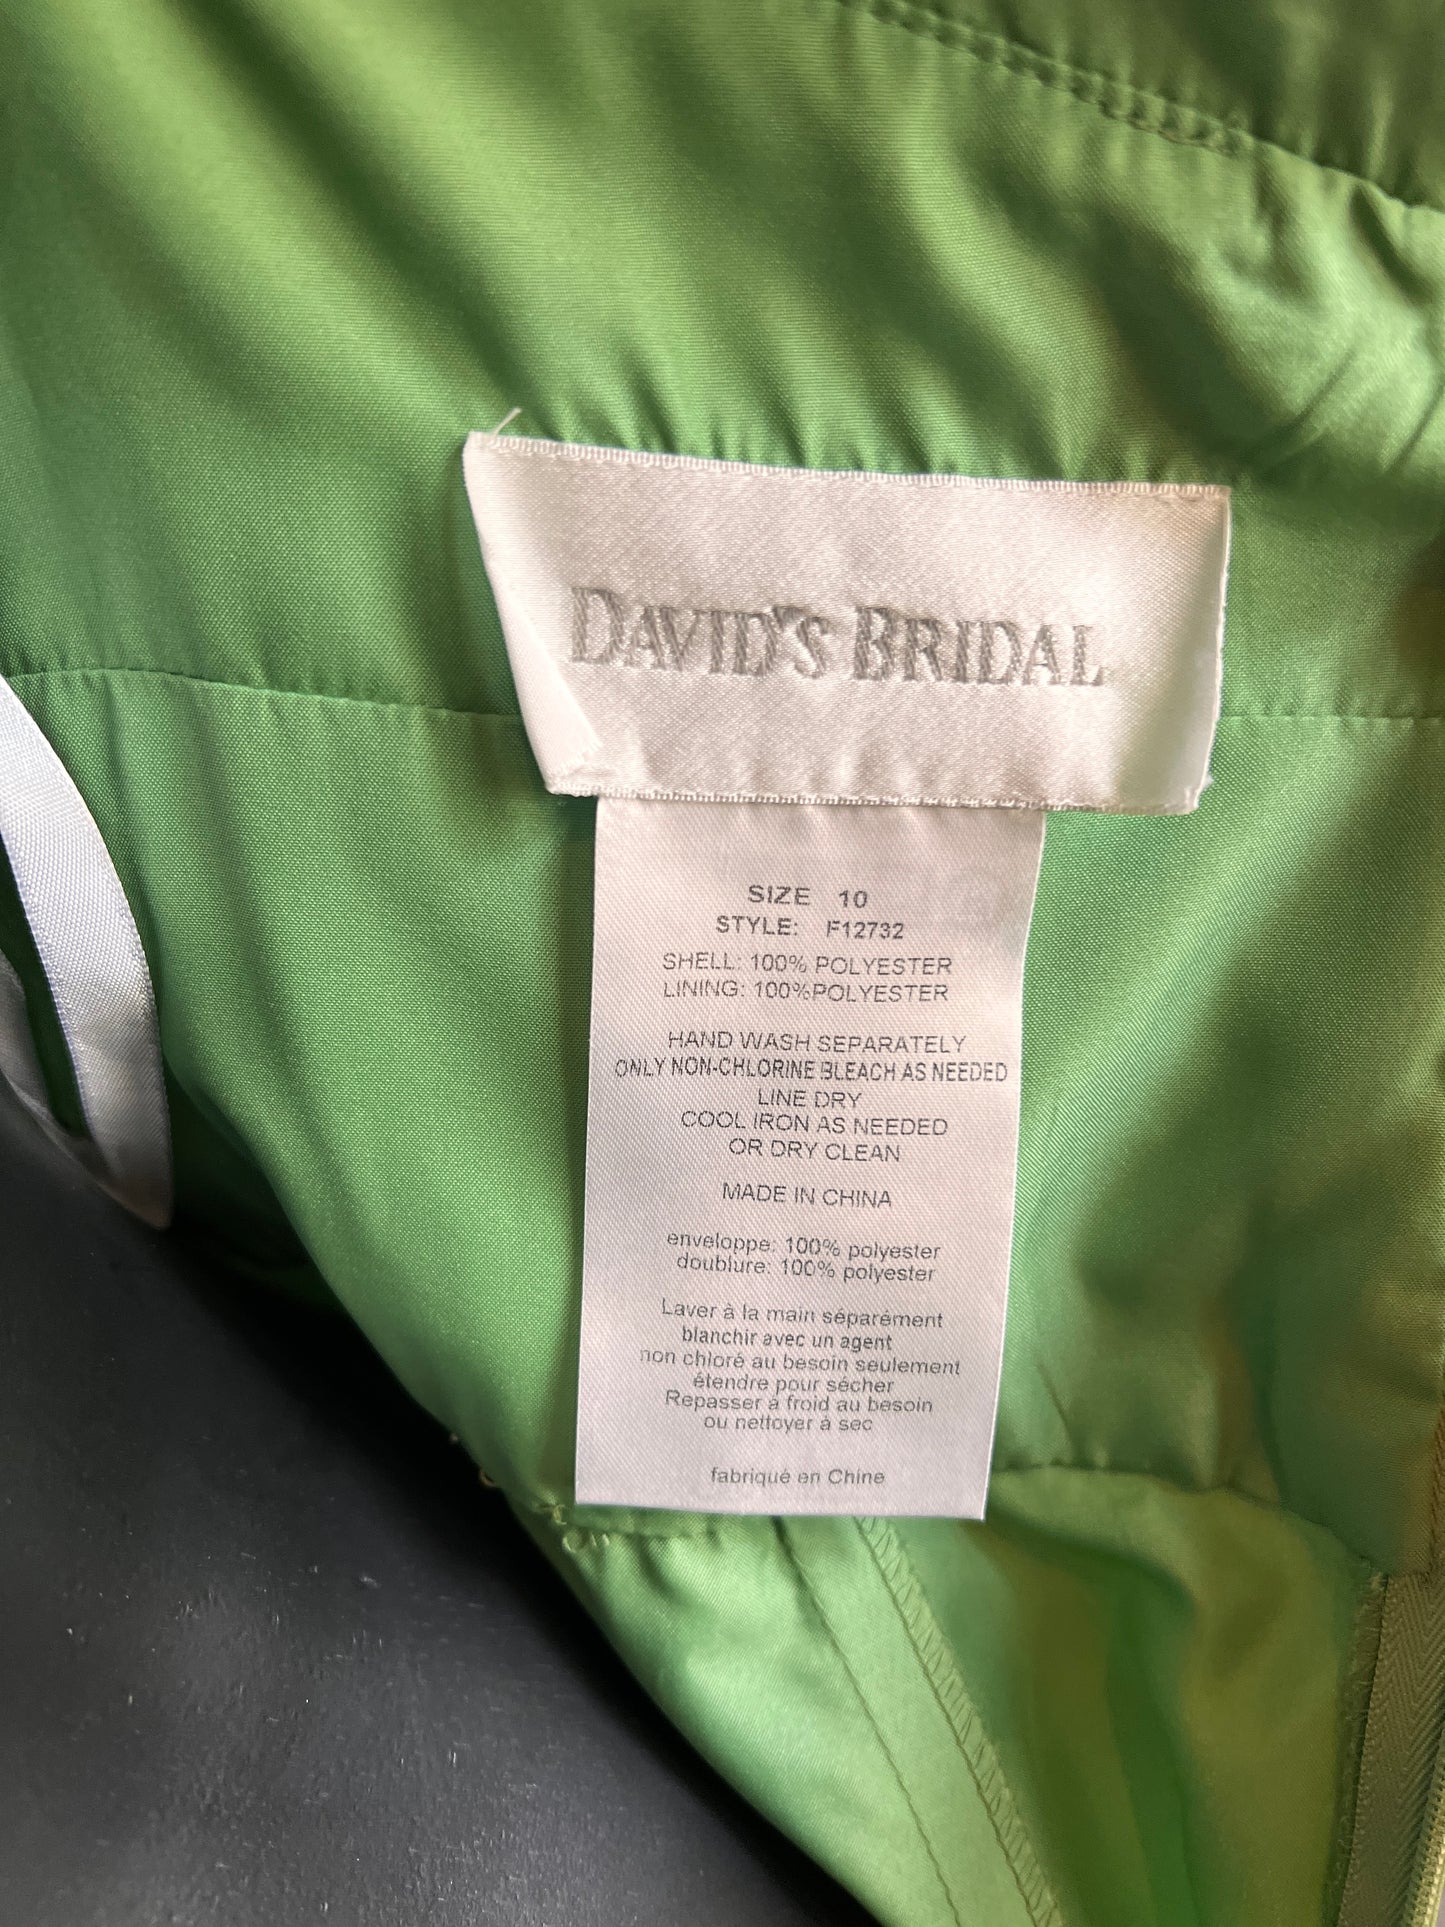 DAVID'S BRIDAL
SIZE 10
STYLE: F12732
SHELL: 100% POLYESTER
LINING: 100%POLYESTER
HAND WASH SEPARATELY
ONLY NON-CHLORINE BLEACH AS NEEDED
LINE DRY
COOL IRON AS NEEDED
OR DRY CLEAN
MADE IN CHINA
enveloppe: 100% polyester
doublure: 100% polyester
Laver à la main séparément
blanchir avec un agent
non chloré au besoin seulement
étendre pour sécher
Repasser à froid au besoin
ou nettoyer à sec
fabriqué en Chine